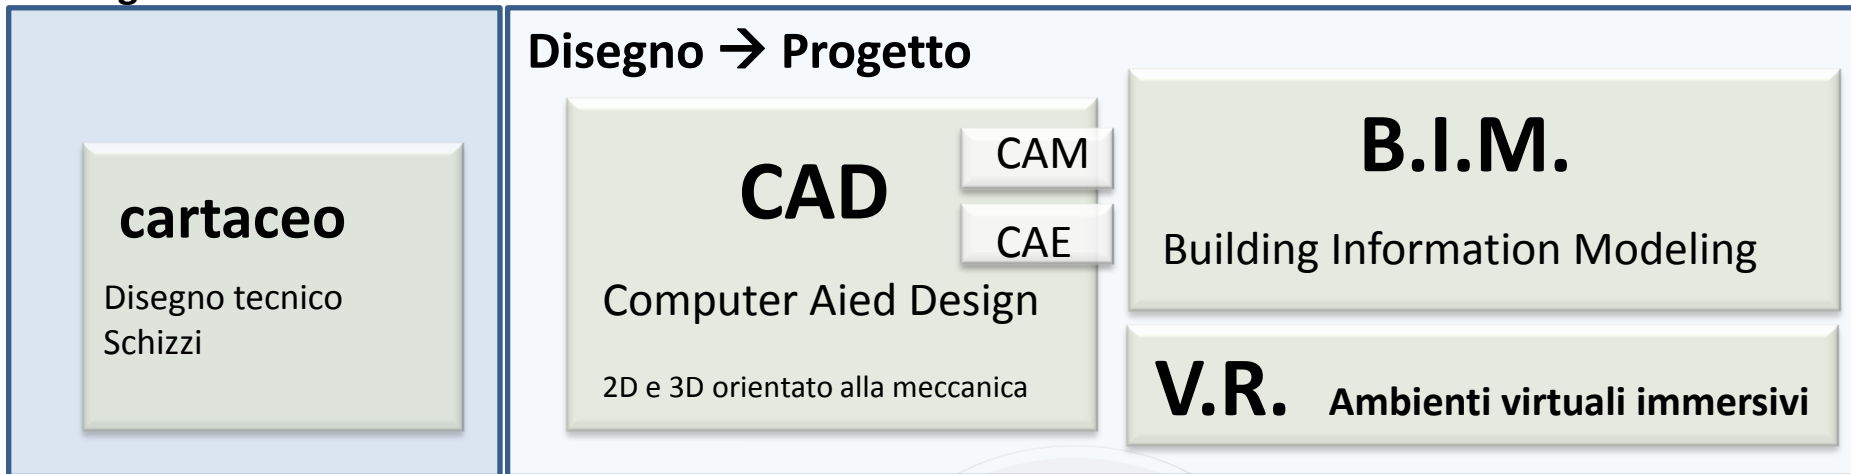 cartaceo
Disegno tecnico
Schizzi
Disegno → Progetto
CAD
CAM
CAE
Computer Aied Design
2D e 3D orientato alla meccanica
B.I.M.
Building Information Modeling
V.R. Ambienti virtuali immersivi